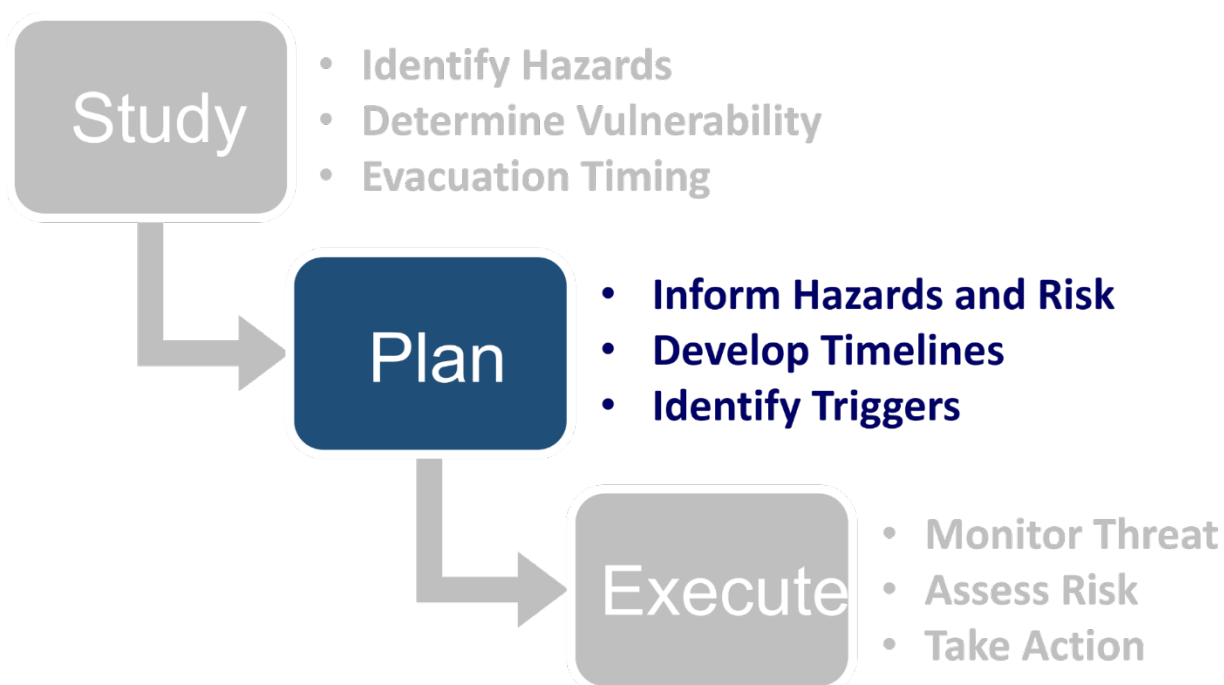 Study
• Identify Hazards
• Determine Vulnerability
• Evacuation Timing
Plan
• Inform Hazards and Risk
• Develop Timelines
• Identify Triggers
Execute
• Monitor Threat
• Assess Risk
• Take Action